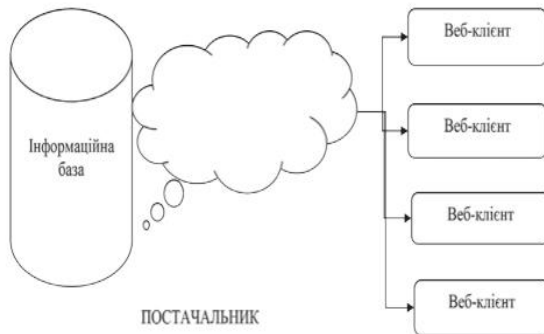 Веб-клієнт
Веб-клієнт
Інформаційна
база
Веб-клієнт
Веб-клієнт
ПОСТАЧАЛЬНИК